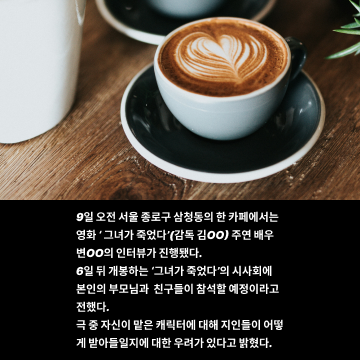 9일 오전 서울 종로구 삼청동의 한 카페에서는
영화 ‘ 그녀가 죽었다’(감독 김OO) 주연 배우
변OO의 인터뷰가 진행됐다.
6일 뒤 개봉하는 ‘그녀가 죽었다’의 시사회에
본인의 부모님과  친구들이 참석할 예정이라고
전했다.
극 중 자신이 맡은 캐릭터에 대해 지인들이 어떻
게 받아들일지에 대한 우려가 있다고 밝혔다.